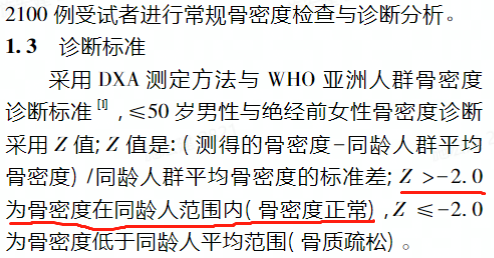 2100 例受试者进行常规骨密度检查与诊断分析。
1.3 诊断标准
采用 DXA 测定方法与 WHO 亚洲人群骨密度
诊断标准[1],≤50 岁男性与绝经前女性骨密度诊断
采用 Z 值;Z 值是:(测得的骨密度-同龄人群平均
骨密度)/同龄人群平均骨密度的标准差;Z >-2.0
为骨密度在同龄人范围内(骨密度正常),Z ≤-2.0
为骨密度低于同龄人平均范围(骨质疏松)。